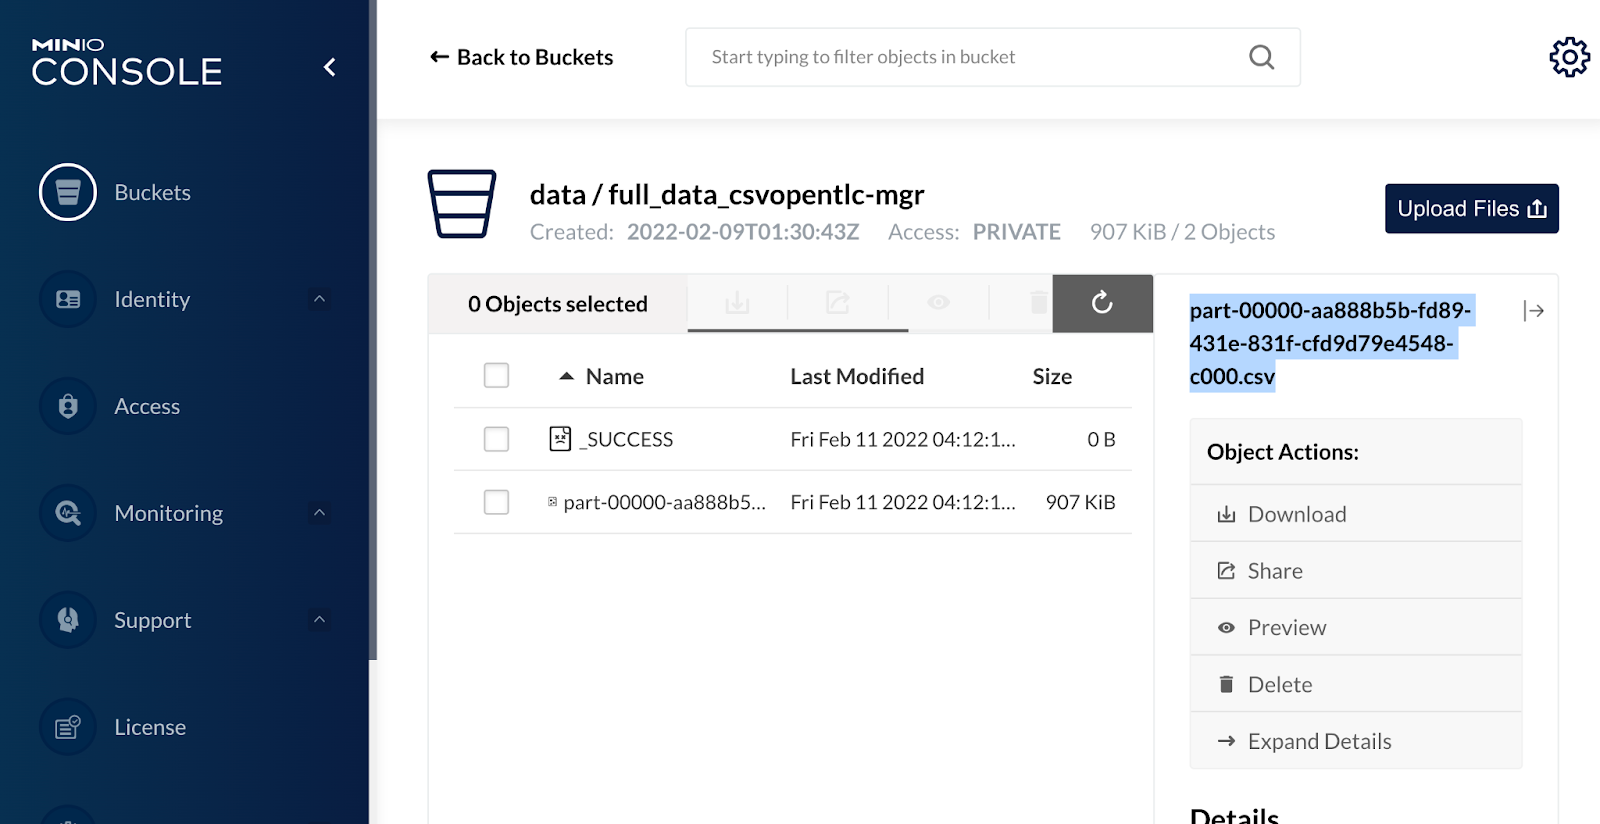 MINIO
CONSOLE
Buckets
Identity
Access
Monitoring
Support
License
← Back to Buckets
Start typing to filter objects in bucket
data / full_data_csvopentlc-mgr
Created: 2022-02-09T01:30:43Z Access: PRIVATE 907 KiB / 2 Objects
Upload Files
0 Objects selected
Name Last Modified Size
_SUCCESS Fri Feb 11 2022 04:12:1... 0 B
part-00000-aa888b5... Fri Feb 11 2022 04:12:1... 907 KiB
part-00000-aa888b5b-fd89-
431e-831f-cfd9d79e4548-
c000.csv
Object Actions:
Download
Share
Preview
Delete
Expand Details
Details